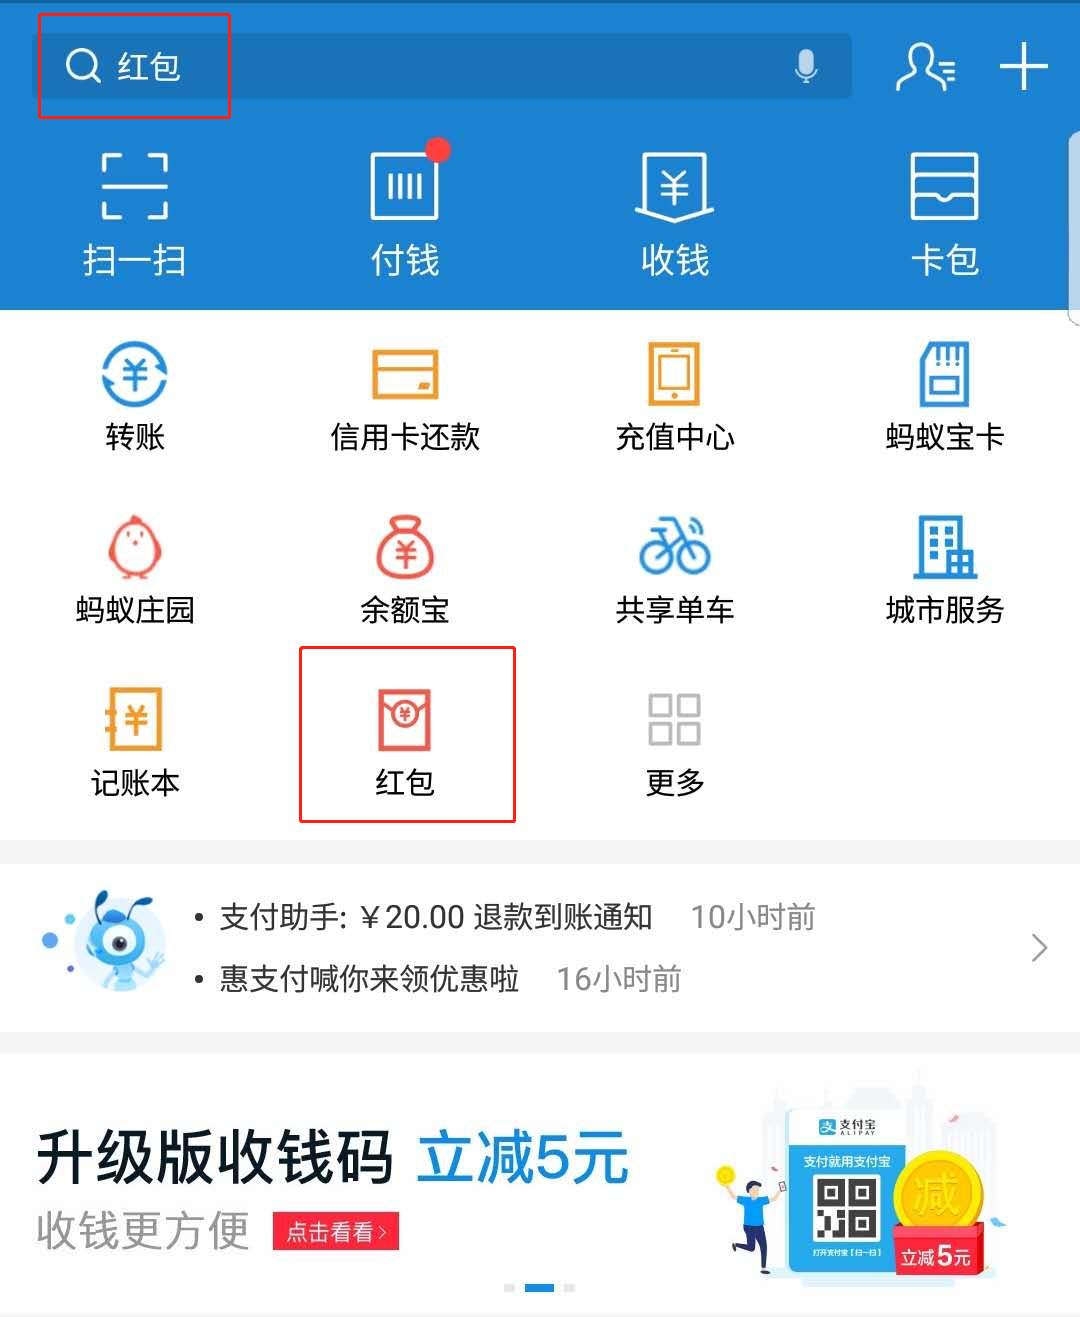 红包
扫一扫 付钱 收钱 卡包
转账 信用卡还款 充值中心 蚂蚁宝卡
蚂蚁庄园 余额宝 共享单车 城市服务
记账本 红包 更多
• 支付助手: ￥20.00 退款到账通知 10小时前
• 惠支付喊你来领优惠啦 16小时前
升级版收钱码 立减5元
收钱更方便 点击看看>
支付宝
ALIPAY
支付就用支付宝
减
打开支付宝【扫一扫】
立减5元